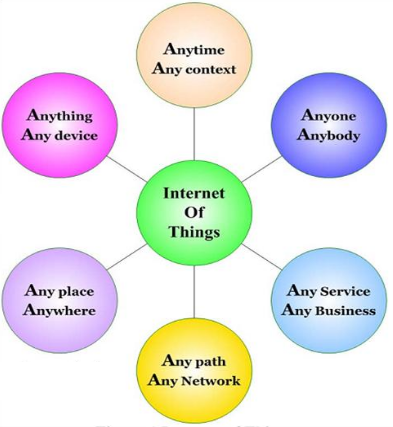 Anytime
Any context
Anything
Any device
Anyone
Anybody
Internet
Of
Things
Any place
Anywhere
Any Service
Any Business
Any path
Any Network